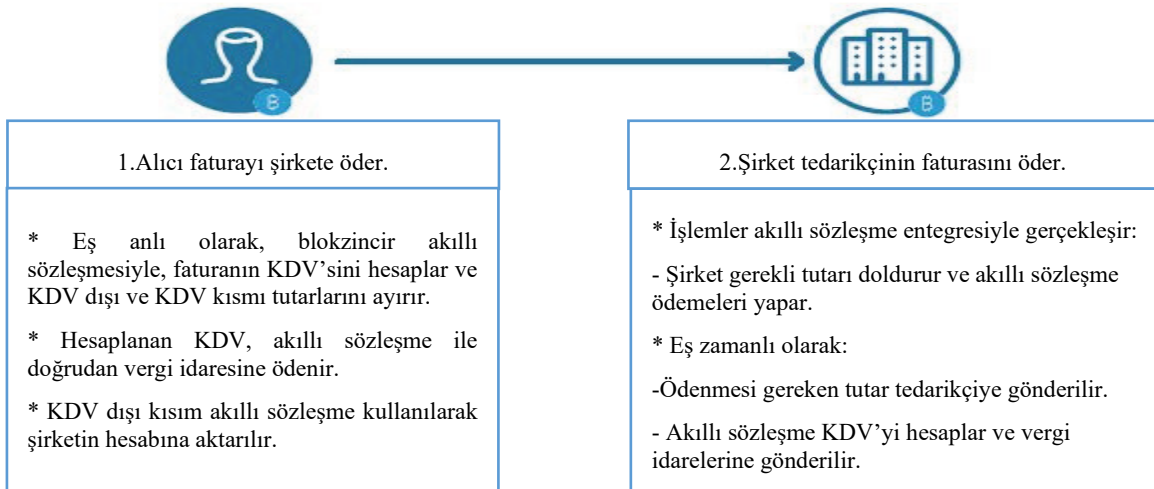 1.Alıcı faturayı şirkete öder.
* Eş anlı olarak, blokzincir akıllı
sözleşmesiyle, faturanın KDV’sini hesaplar ve
KDV dışı ve KDV kısmı tutarlarını ayırır.
* Hesaplanan KDV, akıllı sözleşme ile
doğrudan vergi idaresine ödenir.
* KDV dışı kısım akıllı sözleşme kullanılarak
şirketin hesabına aktarılır.
2.Şirket tedarikçinin faturasını öder.
* İşlemler akıllı sözleşme entegresiyle gerçekleşir:
- Şirket gerekli tutarı doldurur ve akıllı sözleşme
ödemeleri yapar.
* Eş zamanlı olarak:
-Ödenmesi gereken tutar tedarikçiye gönderilir.
- Akıllı sözleşme KDV’yi hesaplar ve vergi
idarelerine gönderilir.